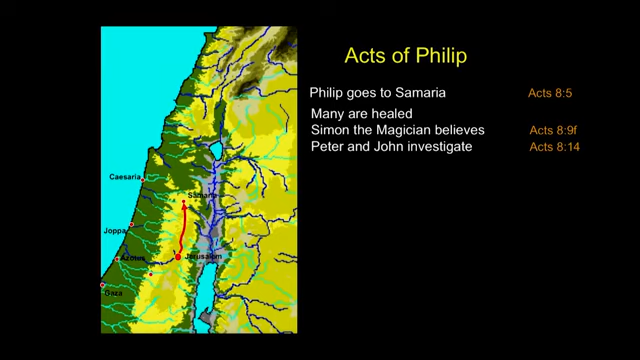 Acts of Philip
Philip goes to Samaria Acts 8:5
Many are healed
Simon the Magician believes Acts 8:9f
Peter and John investigate Acts 8:14
Caesaria
Samaria
Joppa
Azotus
Jerusalem
Gaza